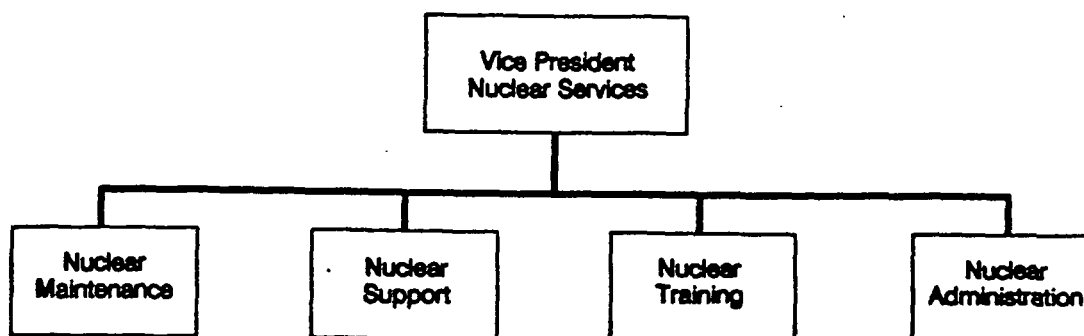 Vice President
Nuclear Services
Nuclear
Maintenance
Nuclear
Support
Nuclear
Training
Nuclear
Administration